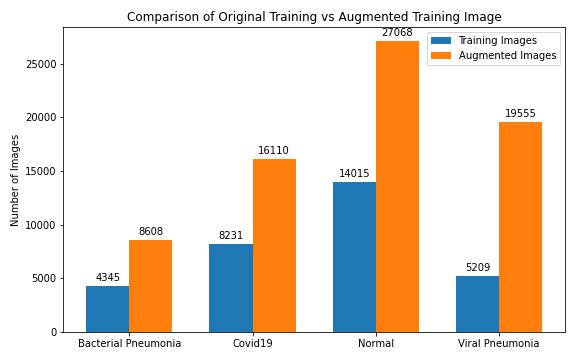 Comparison of Original Training vs Augmented Training Image
Training Images
Augmented Images
Number of Images
25000
20000
15000
10000
5000
0
4345
8608
8231
16110
14015
27068
5209
19555
Bacterial Pneumonia
Covid19
Normal
Viral Pneumonia